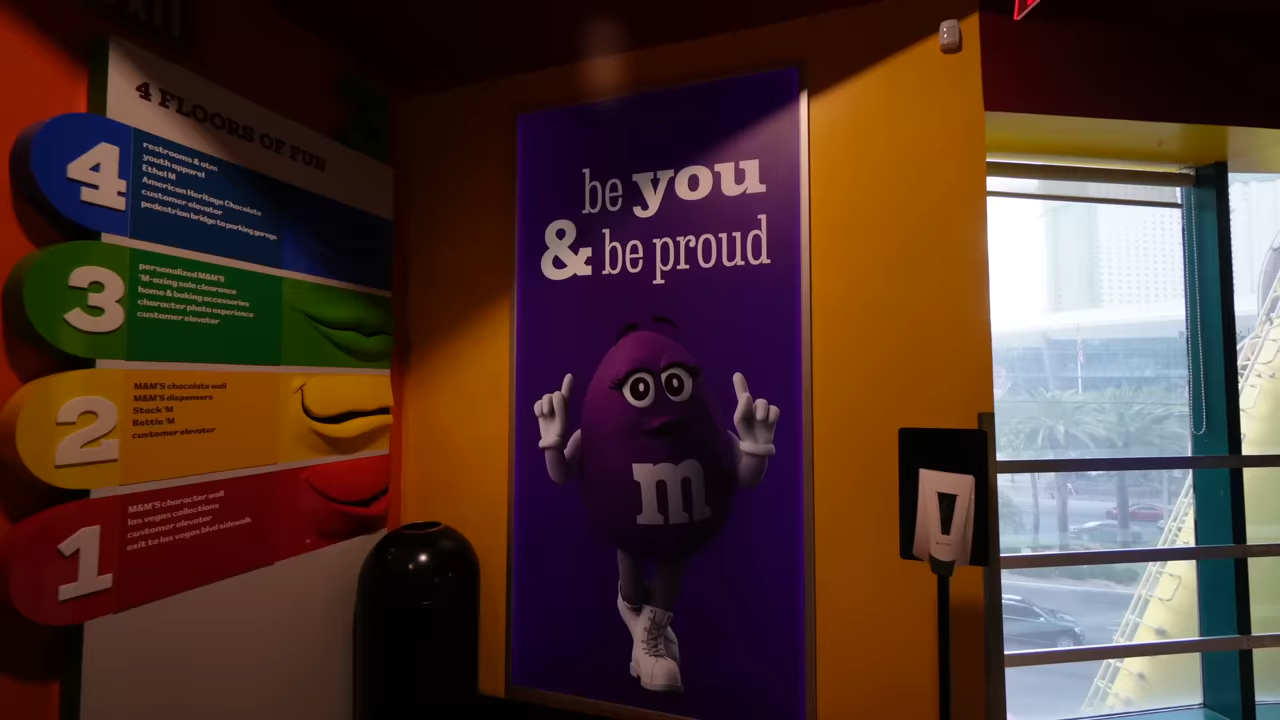 EXIT
4 FLOORS OF FUN
4
restrooms & atm
youth apparel
Ethel M
American Heritage Chocolate
customer elevator
pedestrian bridge to parking garage
3
personalized M&M'S
'M-azing sale clearance
home & baking accessories
character photo experience
customer elevator
2
M&M'S chocolate wall
M&M'S dispensers
Stock 'M
Bottle 'M
customer elevator
1
M&M'S character wall
las vegas collections
customer elevator
exit to las vegas blvd sidewalk
be you
& be proud
m